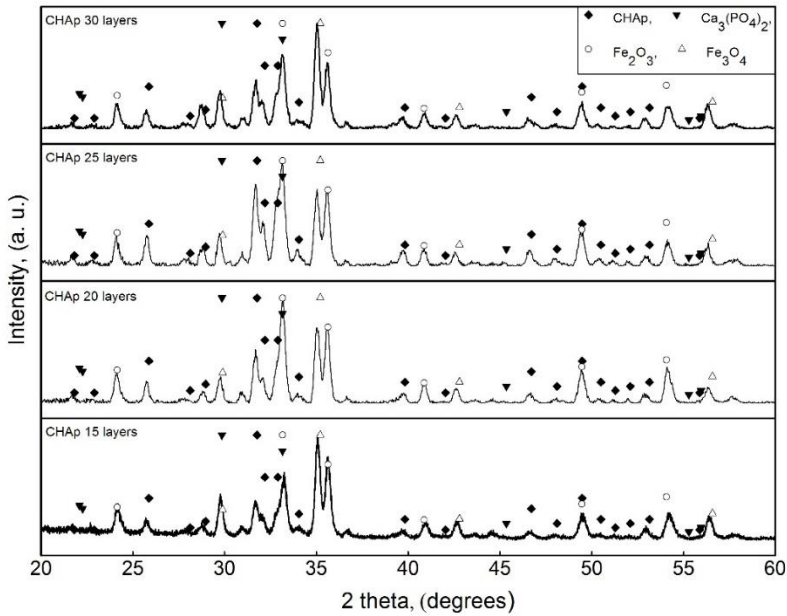 CHAp 30 layers
◆ CHAp, ▼ Ca3(PO4)2,
○ Fe2O3, △ Fe3O4
CHAp 25 layers
CHAp 20 layers
CHAp 15 layers
Intensity, (a. u.)
20 25 30 35 40 45 50 55 60
2 theta, (degrees)